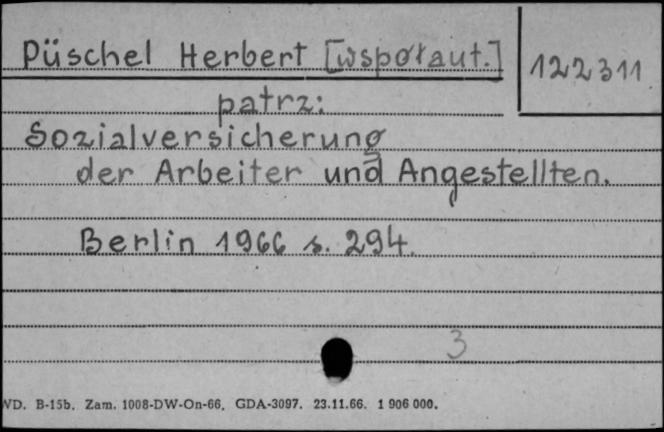 Püschel Herbert [współaut.]
122311
patrz:
Sozialversicherung
der Arbeiter und Angestellten.
Berlin 1966 s. 294.
3
WD. B-15b. Zam. 1008-DW-On-66. GDA-3097. 23.11.66. 1 906 000.